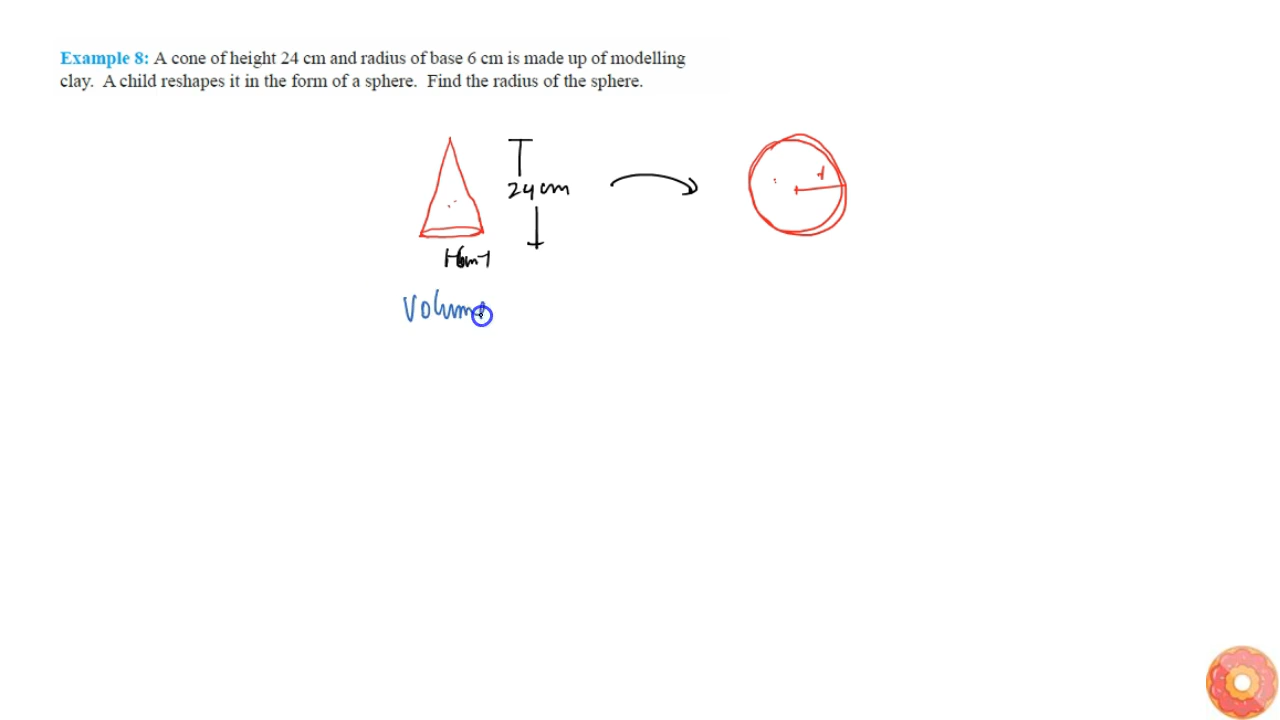 Example 8: A cone of height 24 cm and radius of base 6 cm is made up of modelling
clay. A child reshapes it in the form of a sphere. Find the radius of the sphere.
24 cm
6cm
Volume